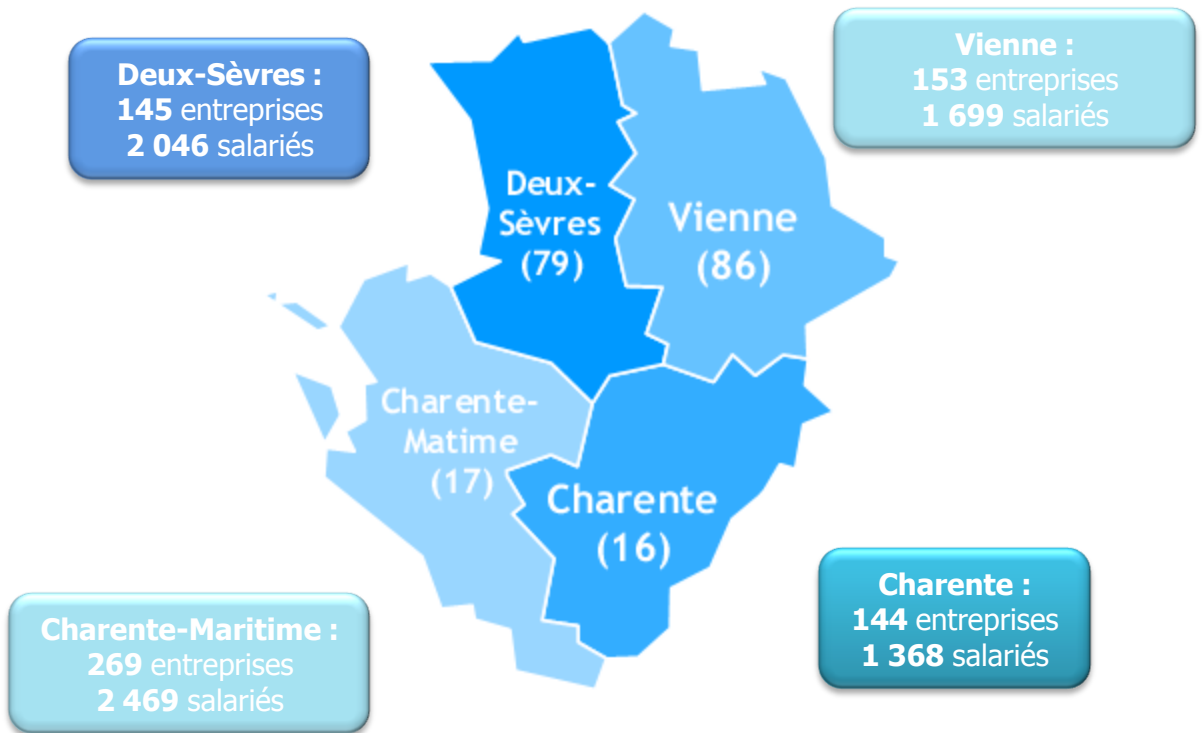 Deux-Sèvres :
145 entreprises
2 046 salariés
Vienne :
153 entreprises
1 699 salariés
Deux-
Sèvres
(79)
Vienne
(86)
Charente-
Matime
(17)
Charente
(16)
Charente-Maritime :
269 entreprises
2 469 salariés
Charente :
144 entreprises
1 368 salariés